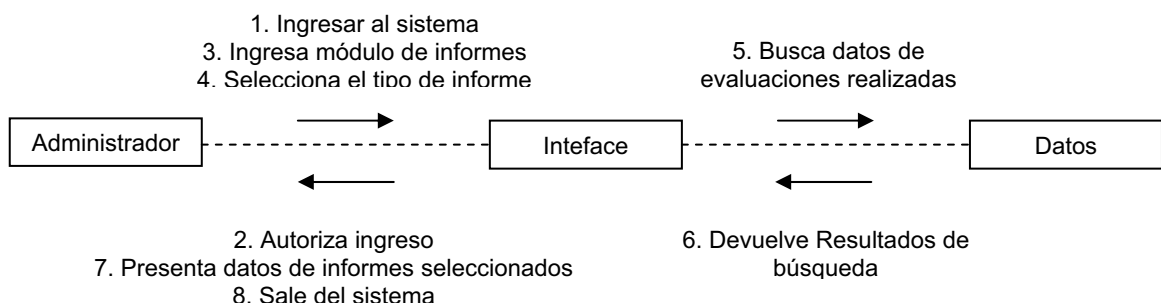 1. Ingresar al sistema
3. Ingresa módulo de informes
4. Selecciona el tipo de informe
5. Busca datos de
evaluaciones realizadas
Administrador
Inteface
Datos
2. Autoriza ingreso
7. Presenta datos de informes seleccionados
8. Sale del sistema
6. Devuelve Resultados de
búsqueda